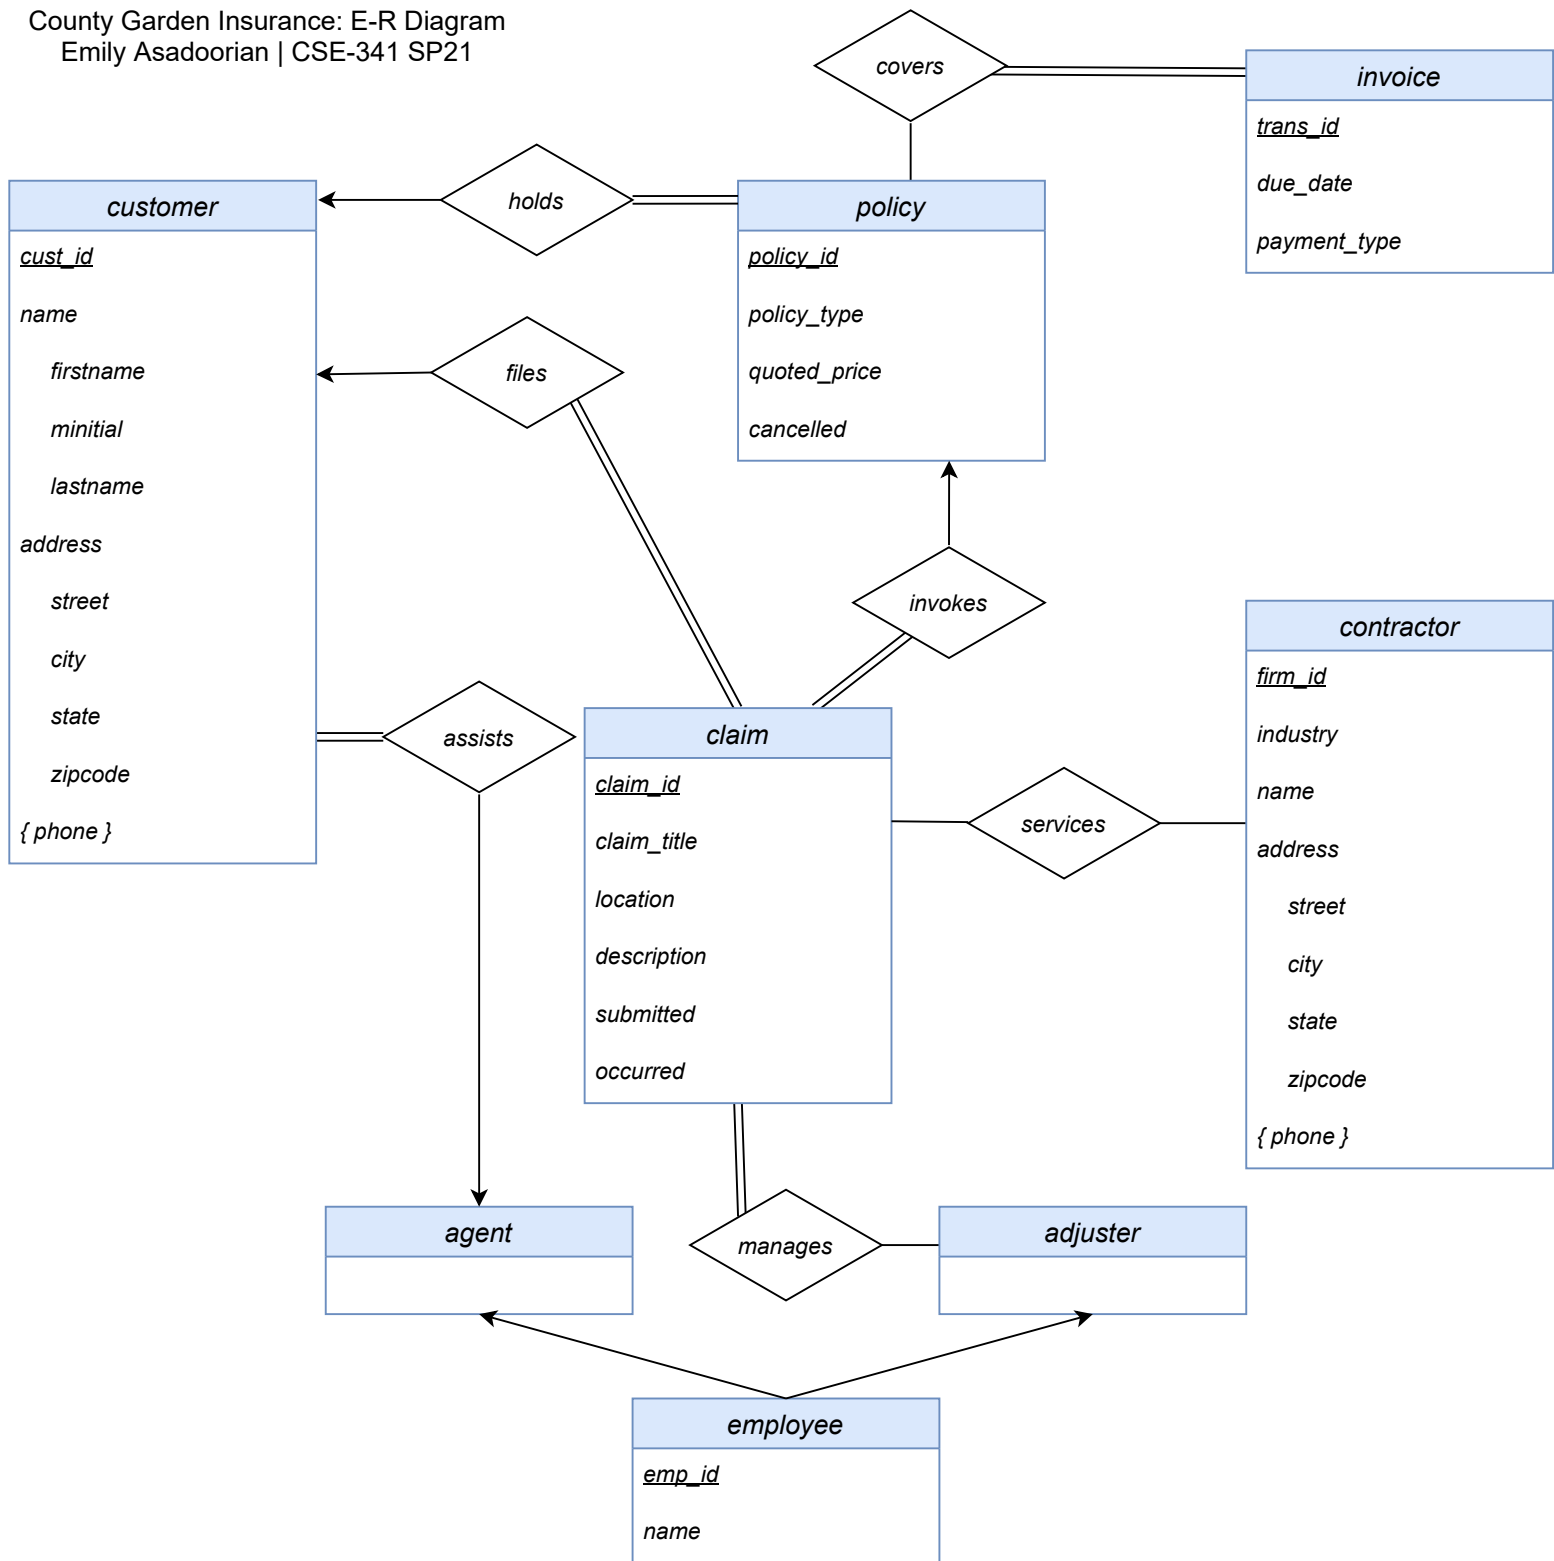 County Garden Insurance: E-R Diagram
Emily Asadoorian | CSE-341 SP21
covers
invoice
trans_id
due_date
payment_type
customer
cust_id
name
firstname
minitial
lastname
address
street
city
state
zipcode
{ phone }
holds
policy
policy_id
policy_type
quoted_price
cancelled
files
invokes
assists
claim
claim_id
claim_title
location
description
submitted
occurred
services
contractor
firm_id
industry
name
address
street
city
state
zipcode
{ phone }
agent
manages
adjuster
employee
emp_id
name